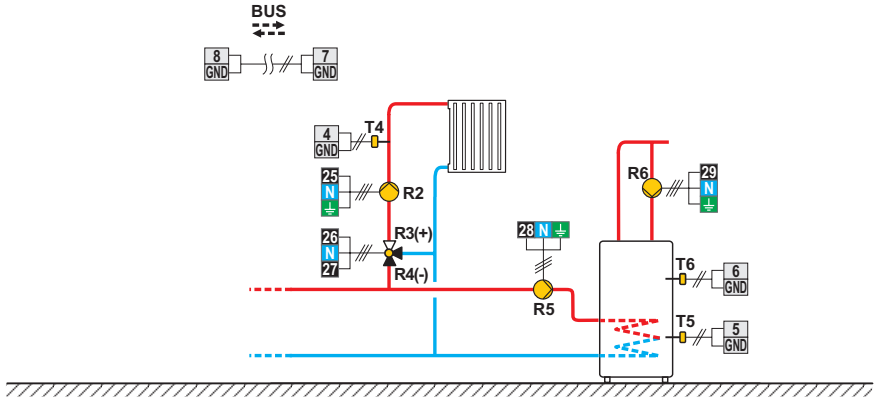 BUS
8
GND
7
GND
4
GND
T4
25
N
R2
R6
29
N
26
N
27
R3(+)
R4(-)
28 N
R5
T6
6
GND
T5
5
GND